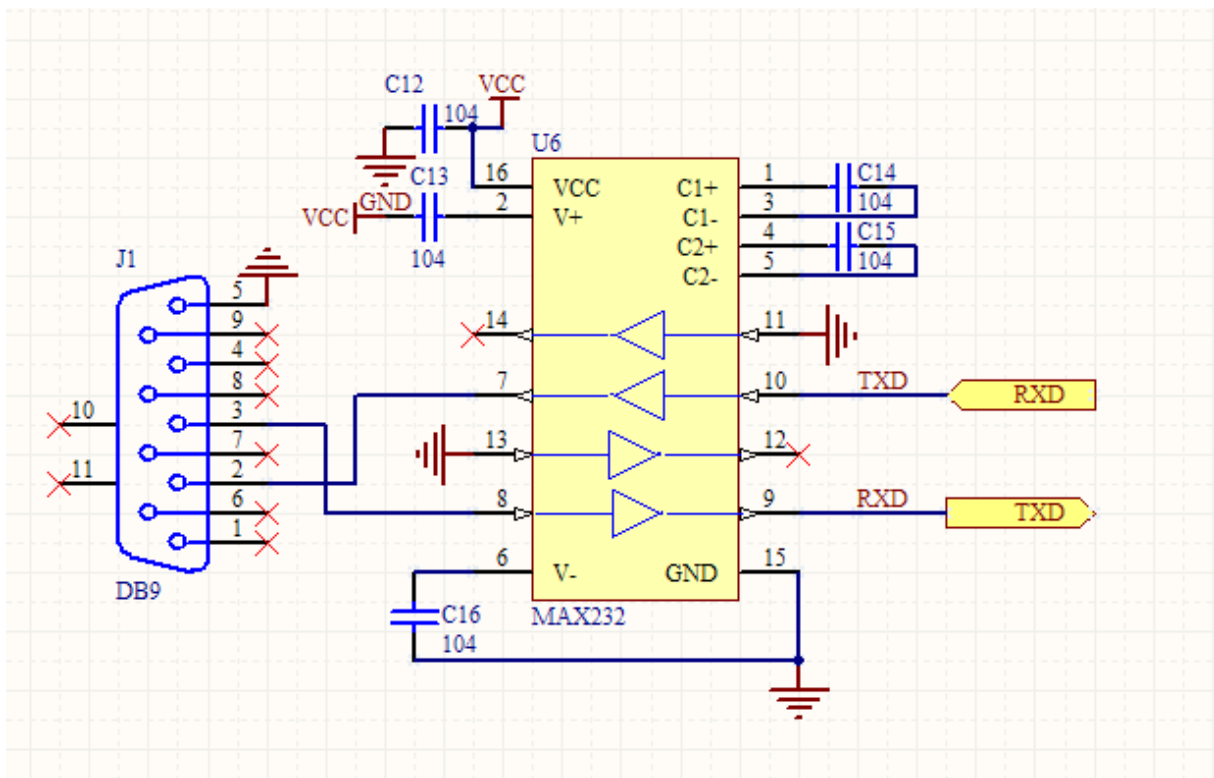 C12
VCC
104
U6
C13
16
VCC
C1+
1
C14
VCC
GND
2
V+
C1-
3
104
104
C2+
4
C15
C2-
5
104
J1
5
9
14
11
4
8
7
10
TXD
RXD
10
3
7
13
12
11
2
8
9
RXD
TXD
6
1
6
V-
GND
15
DB9
C16
104
MAX232